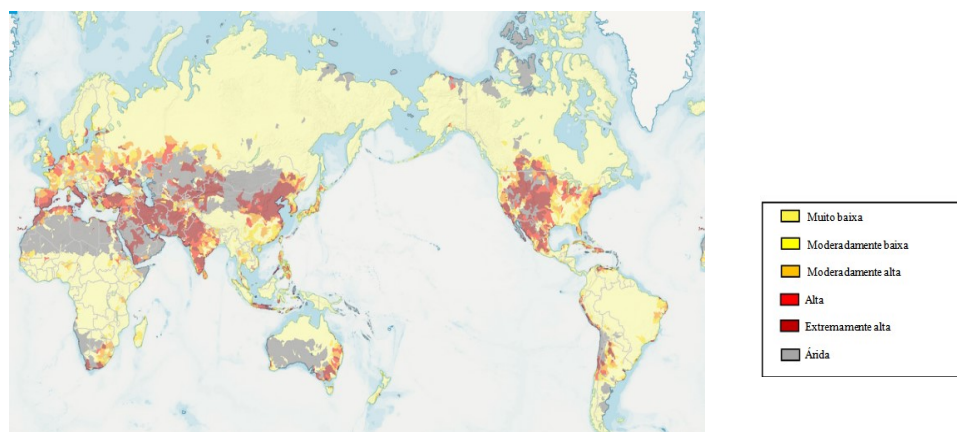 Muito baixa
Moderadamente baixa
Moderadamente alta
Alta
Extremamente alta
Árida